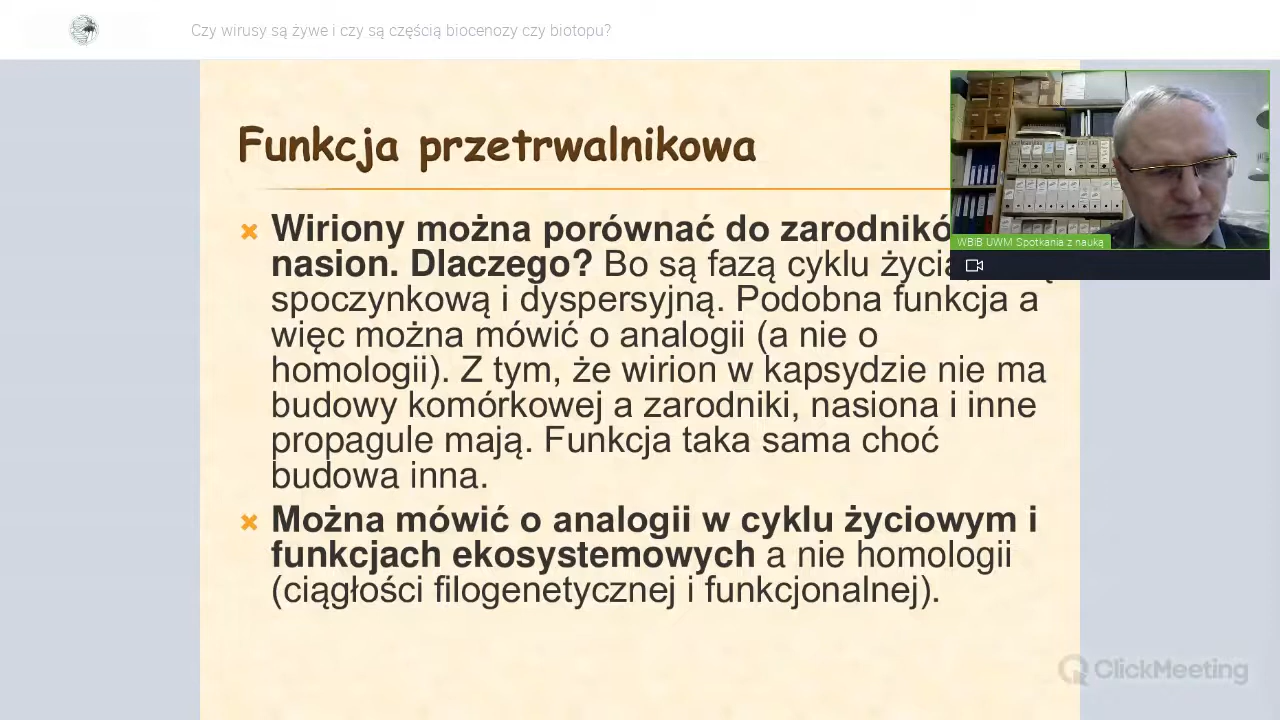 Czy wirusy są żywe i czy są częścią biocenozy czy biotopu?
Funkcja przetrwalnikowa
WBiB UWM Spotkania z nauką
Wiriony można porównać do
nasion. Dlaczego? Bo są fazą cyklu
spoczynkową i dyspersyjną. Podobna funkcja a
więc można mówić o analogii (a nie o
homologii). Z tym, że wirion w kapsydzie nie ma
budowy komórkowej a zarodniki, nasiona i inne
propagule mają. Funkcja taka sama choć
budowa inna.
Można mówić o analogii w cyklu życiowym i
funkcjach ekosystemowych a nie homologii
(ciągłości filogenetycznej i funkcjonalnej).
ClickMeeting